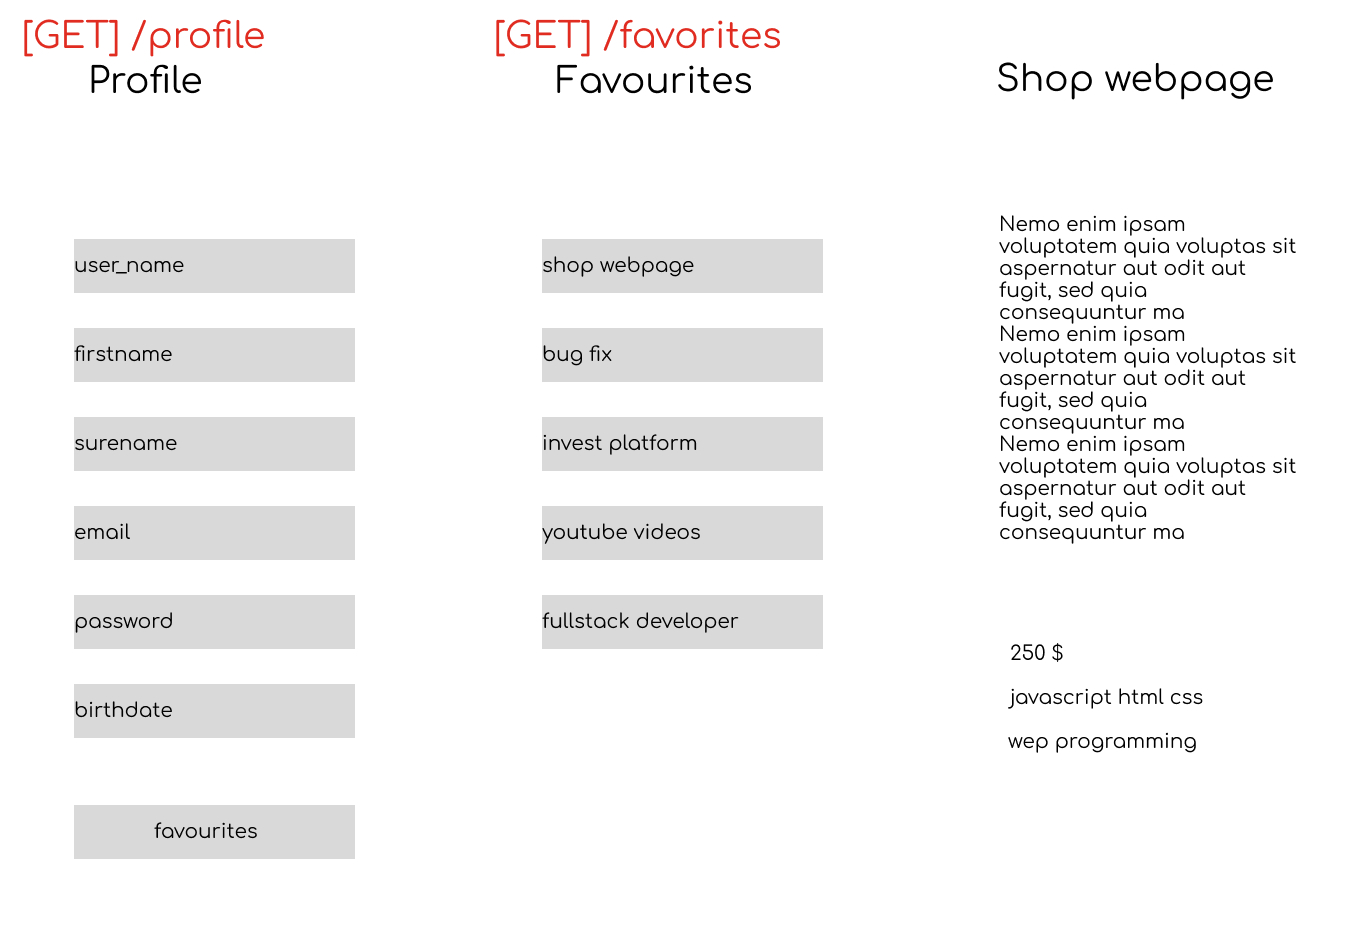 [GET] /profile
Profile
user_name
firstname
surename
email
password
birthdate
favourites
[GET] /favorites
Favourites
shop webpage
bug fix
invest platform
youtube videos
fullstack developer
Shop webpage
Nemo enim ipsam
voluptatem quia voluptas sit
aspernatur aut odit aut
fugit, sed quia
consequuntur ma
Nemo enim ipsam
voluptatem quia voluptas sit
aspernatur aut odit aut
fugit, sed quia
consequuntur ma
Nemo enim ipsam
voluptatem quia voluptas sit
aspernatur aut odit aut
fugit, sed quia
consequuntur ma
250 $
javascript html css
wep programming